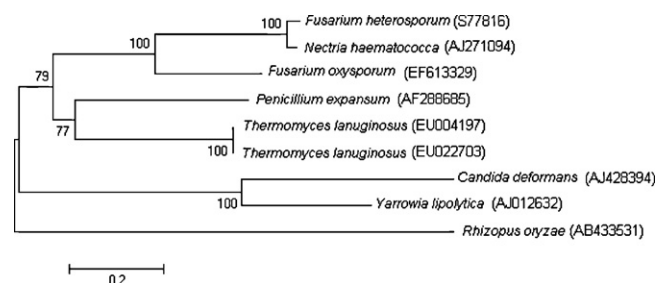 100 Fusarium heterosporum (S77816)
Nectria haematococca (AJ271094)
100
Fusarium oxysporum (EF613329)
79
Penicillium expansum (AF288685)
77
Thermomyces lanuginosus (EU004197)
100
Thermomyces lanuginosus (EU022703)
Candida deformans (AJ428394)
100
Yarrowia lipolytica (AJ012632)
Rhizopus oryzae (AB433531)
0.2